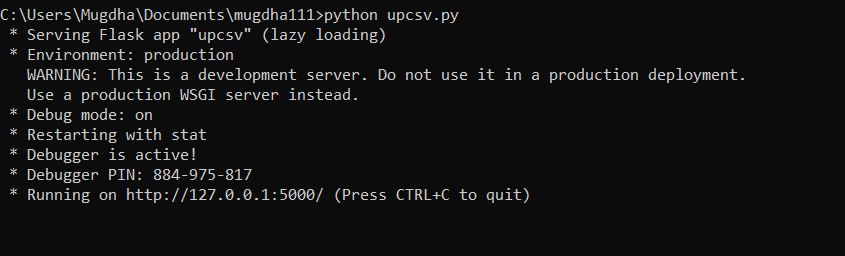 C:\Users\Mugdha\Documents\mugdha111>python upcsv.py
* Serving Flask app "upcsv" (lazy loading)
* Environment: production
WARNING: This is a development server. Do not use it in a production deployment.
Use a production WSGI server instead.
* Debug mode: on
* Restarting with stat
* Debugger is active!
* Debugger PIN: 884-975-817
* Running on http://127.0.0.1:5000/ (Press CTRL+C to quit)